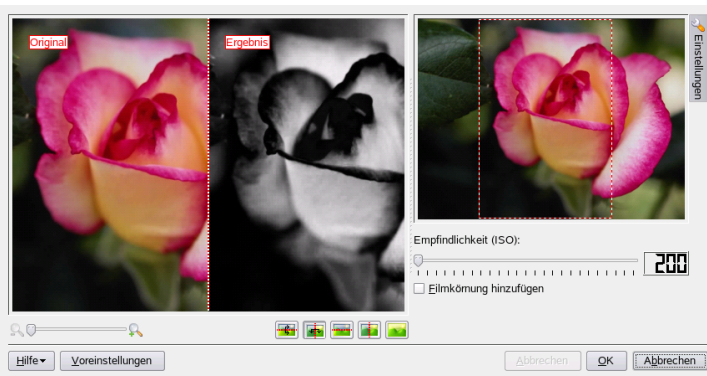 Original
Ergebnis
Einstellungen
Empfindlichkeit (ISO):
200
Filmkörnung hinzufügen
Hilfe
Voreinstellungen
Abbrechen
OK
Abbrechen